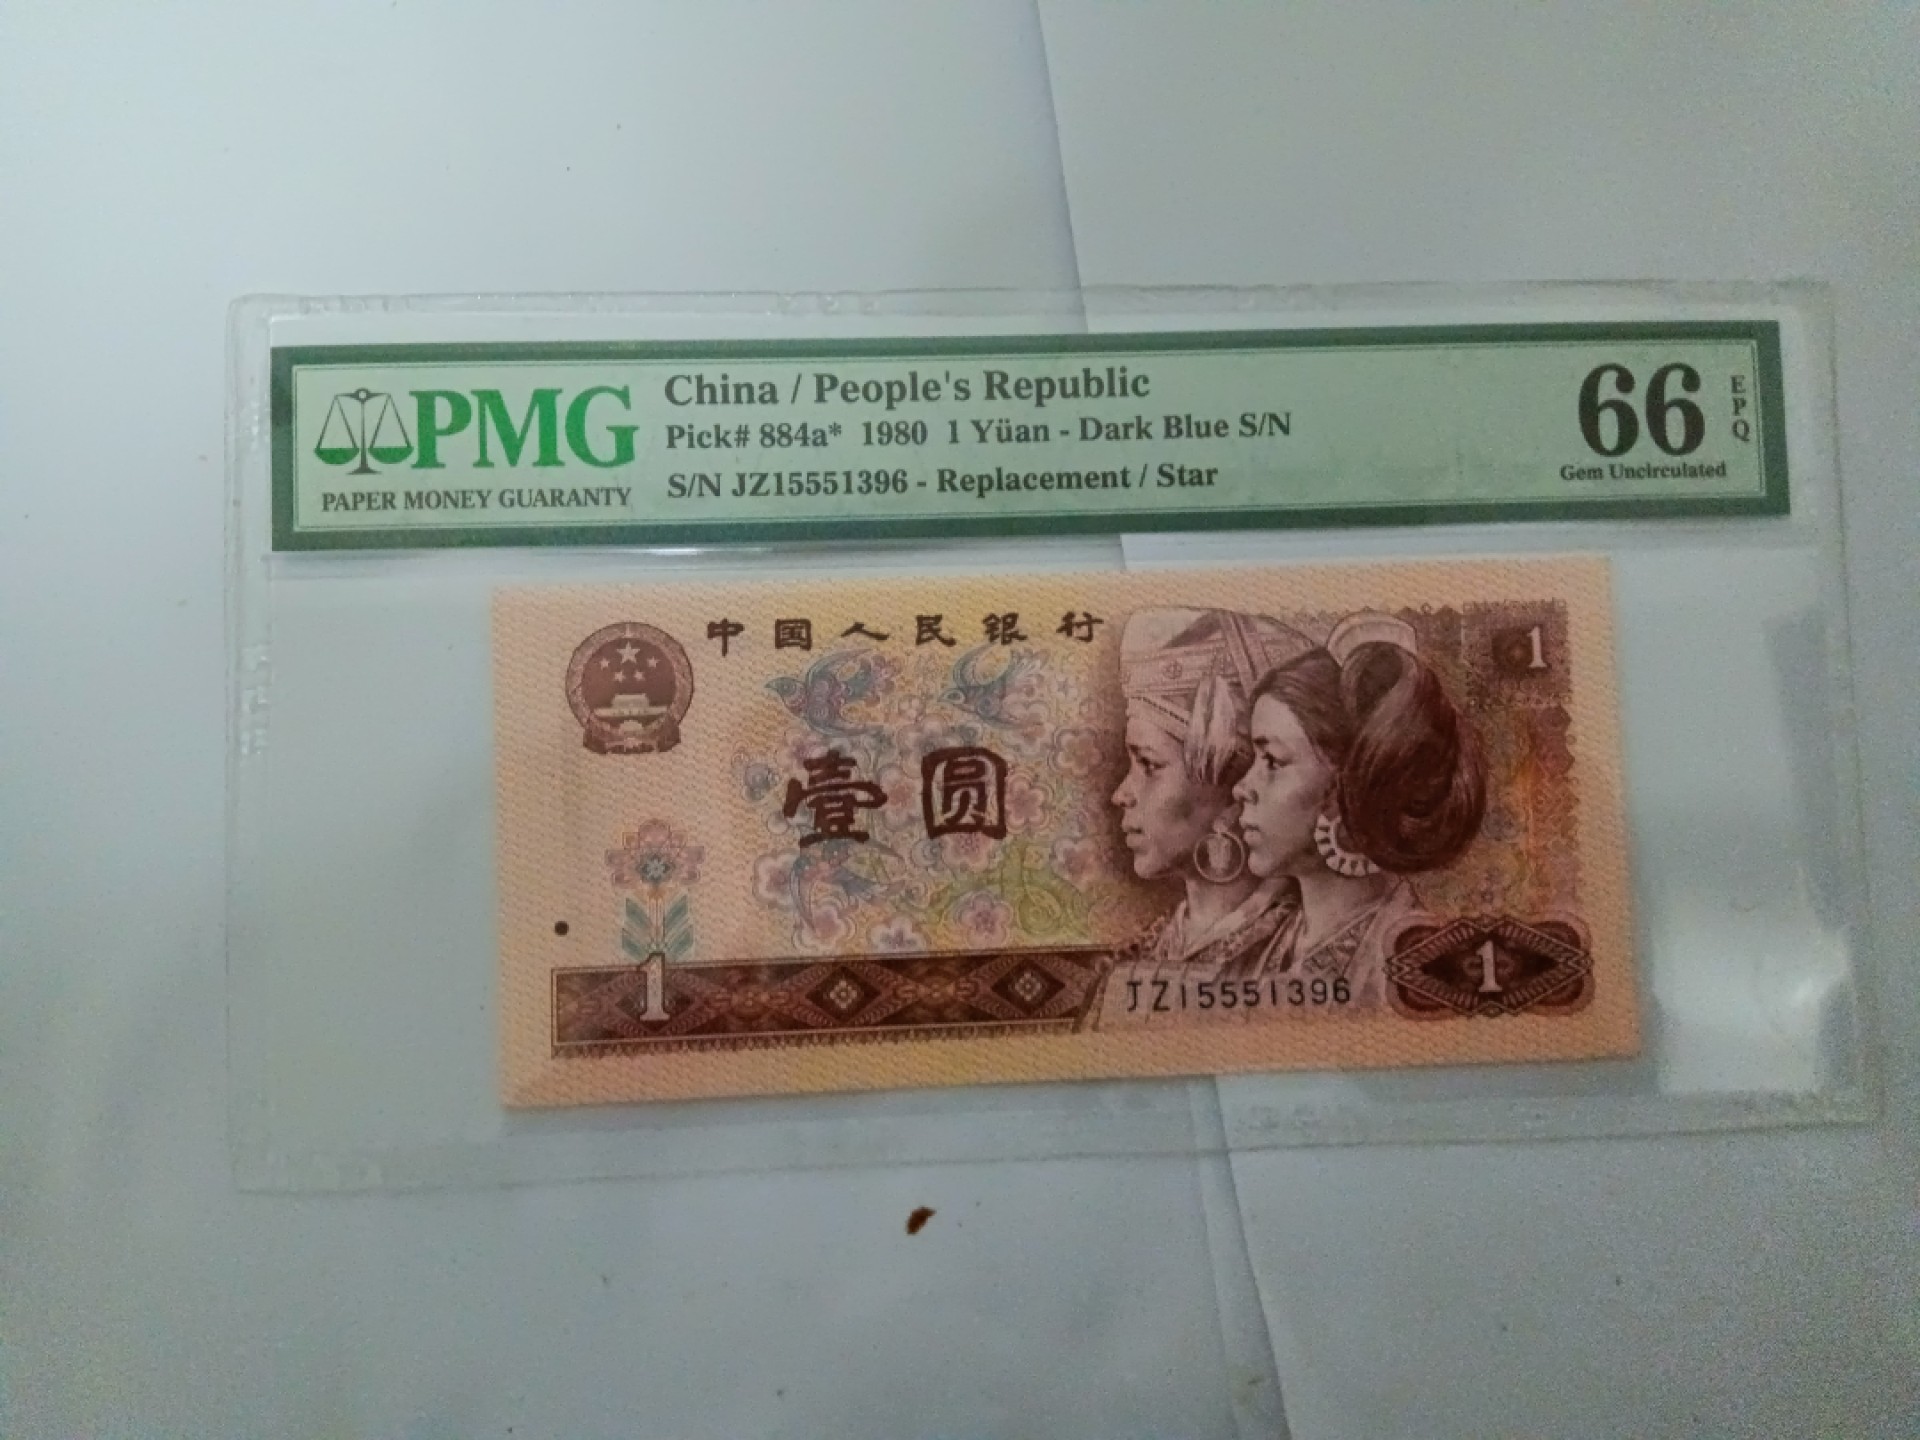 PMG
PAPER MONEY GUARANTY
China / People's Republic
Pick# 884a* 1980 1 Yüan - Dark Blue S/N
S/N JZ15551396 - Replacement / Star
66
EPQ
Gem Uncirculated
中国人民银行
1
壹圆
1
JZ15551396
1